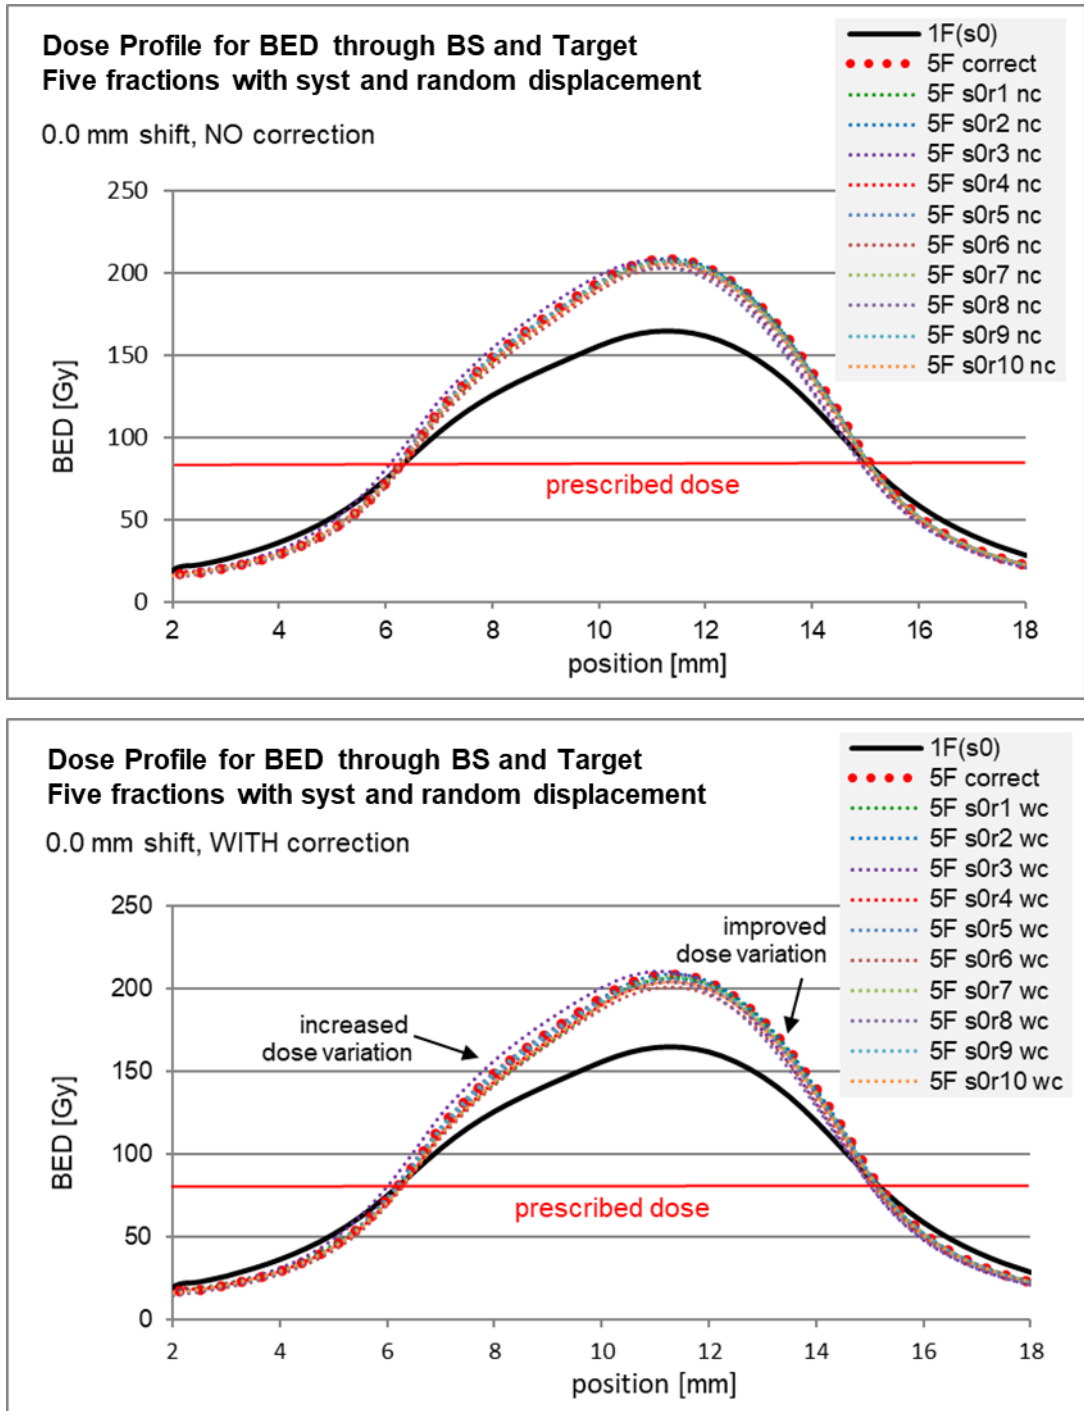 Dose Profile for BED through BS and Target
Five fractions with syst and random displacement
0.0 mm shift, NO correction
1F(s0)
5F correct
5F s0r1 nc
5F s0r2 nc
5F s0r3 nc
5F s0r4 nc
5F s0r5 nc
5F s0r6 nc
5F s0r7 nc
5F s0r8 nc
5F s0r9 nc
5F s0r10 nc
BED [Gy]
250
200
150
100
50
0
prescribed dose
2 4 6 8 10 12 14 16 18
position [mm]
Dose Profile for BED through BS and Target
Five fractions with syst and random displacement
0.0 mm shift, WITH correction
1F(s0)
5F correct
5F s0r1 wc
5F s0r2 wc
5F s0r3 wc
5F s0r4 wc
5F s0r5 wc
5F s0r6 wc
5F s0r7 wc
5F s0r8 wc
5F s0r9 wc
5F s0r10 wc
BED [Gy]
250
200
150
100
50
0
improved
dose variation
increased
dose variation
prescribed dose
2 4 6 8 10 12 14 16 18
position [mm]